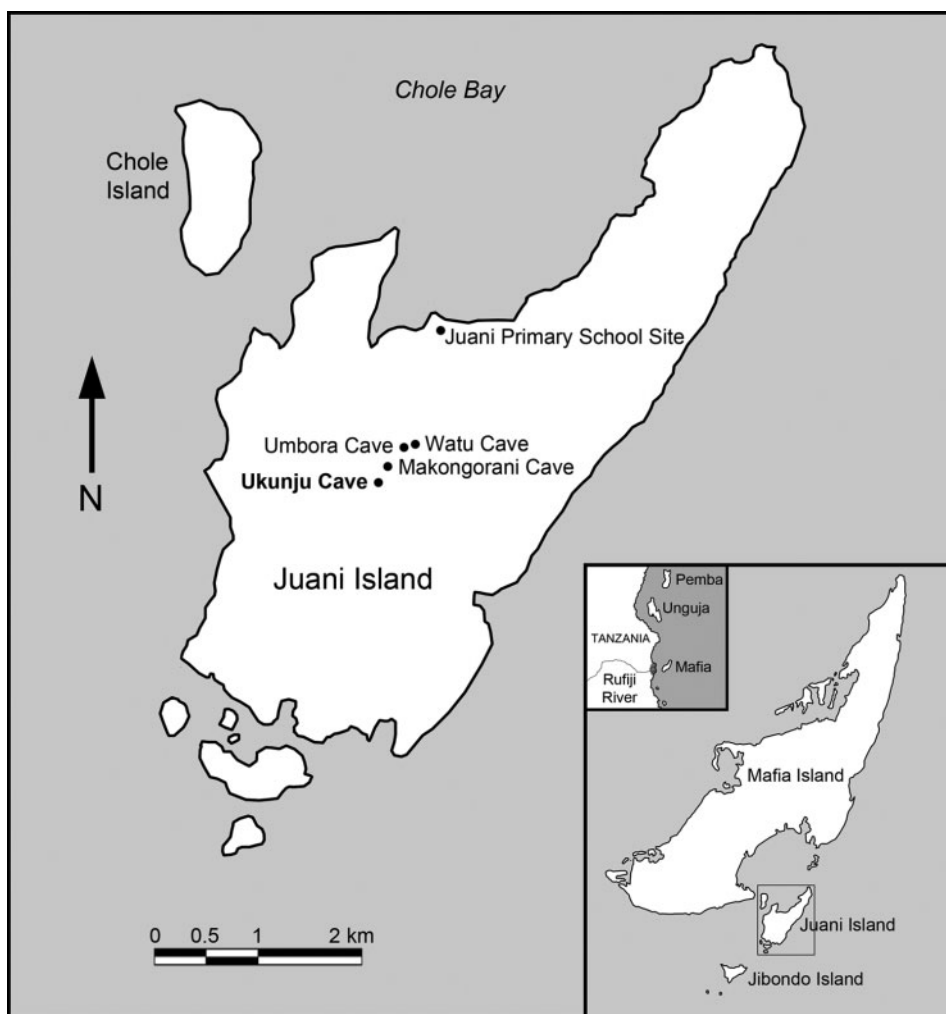 Chole Bay
Chole
Island
Juani Primary School Site
Umbora Cave
Watu Cave
Makongorani Cave
Ukunju Cave
N
Juani Island
0 0.5 1 2 km
Pemba
Unguja
TANZANIA
Mafia
Rufiji
River
Mafia Island
Juani Island
Jibondo Island